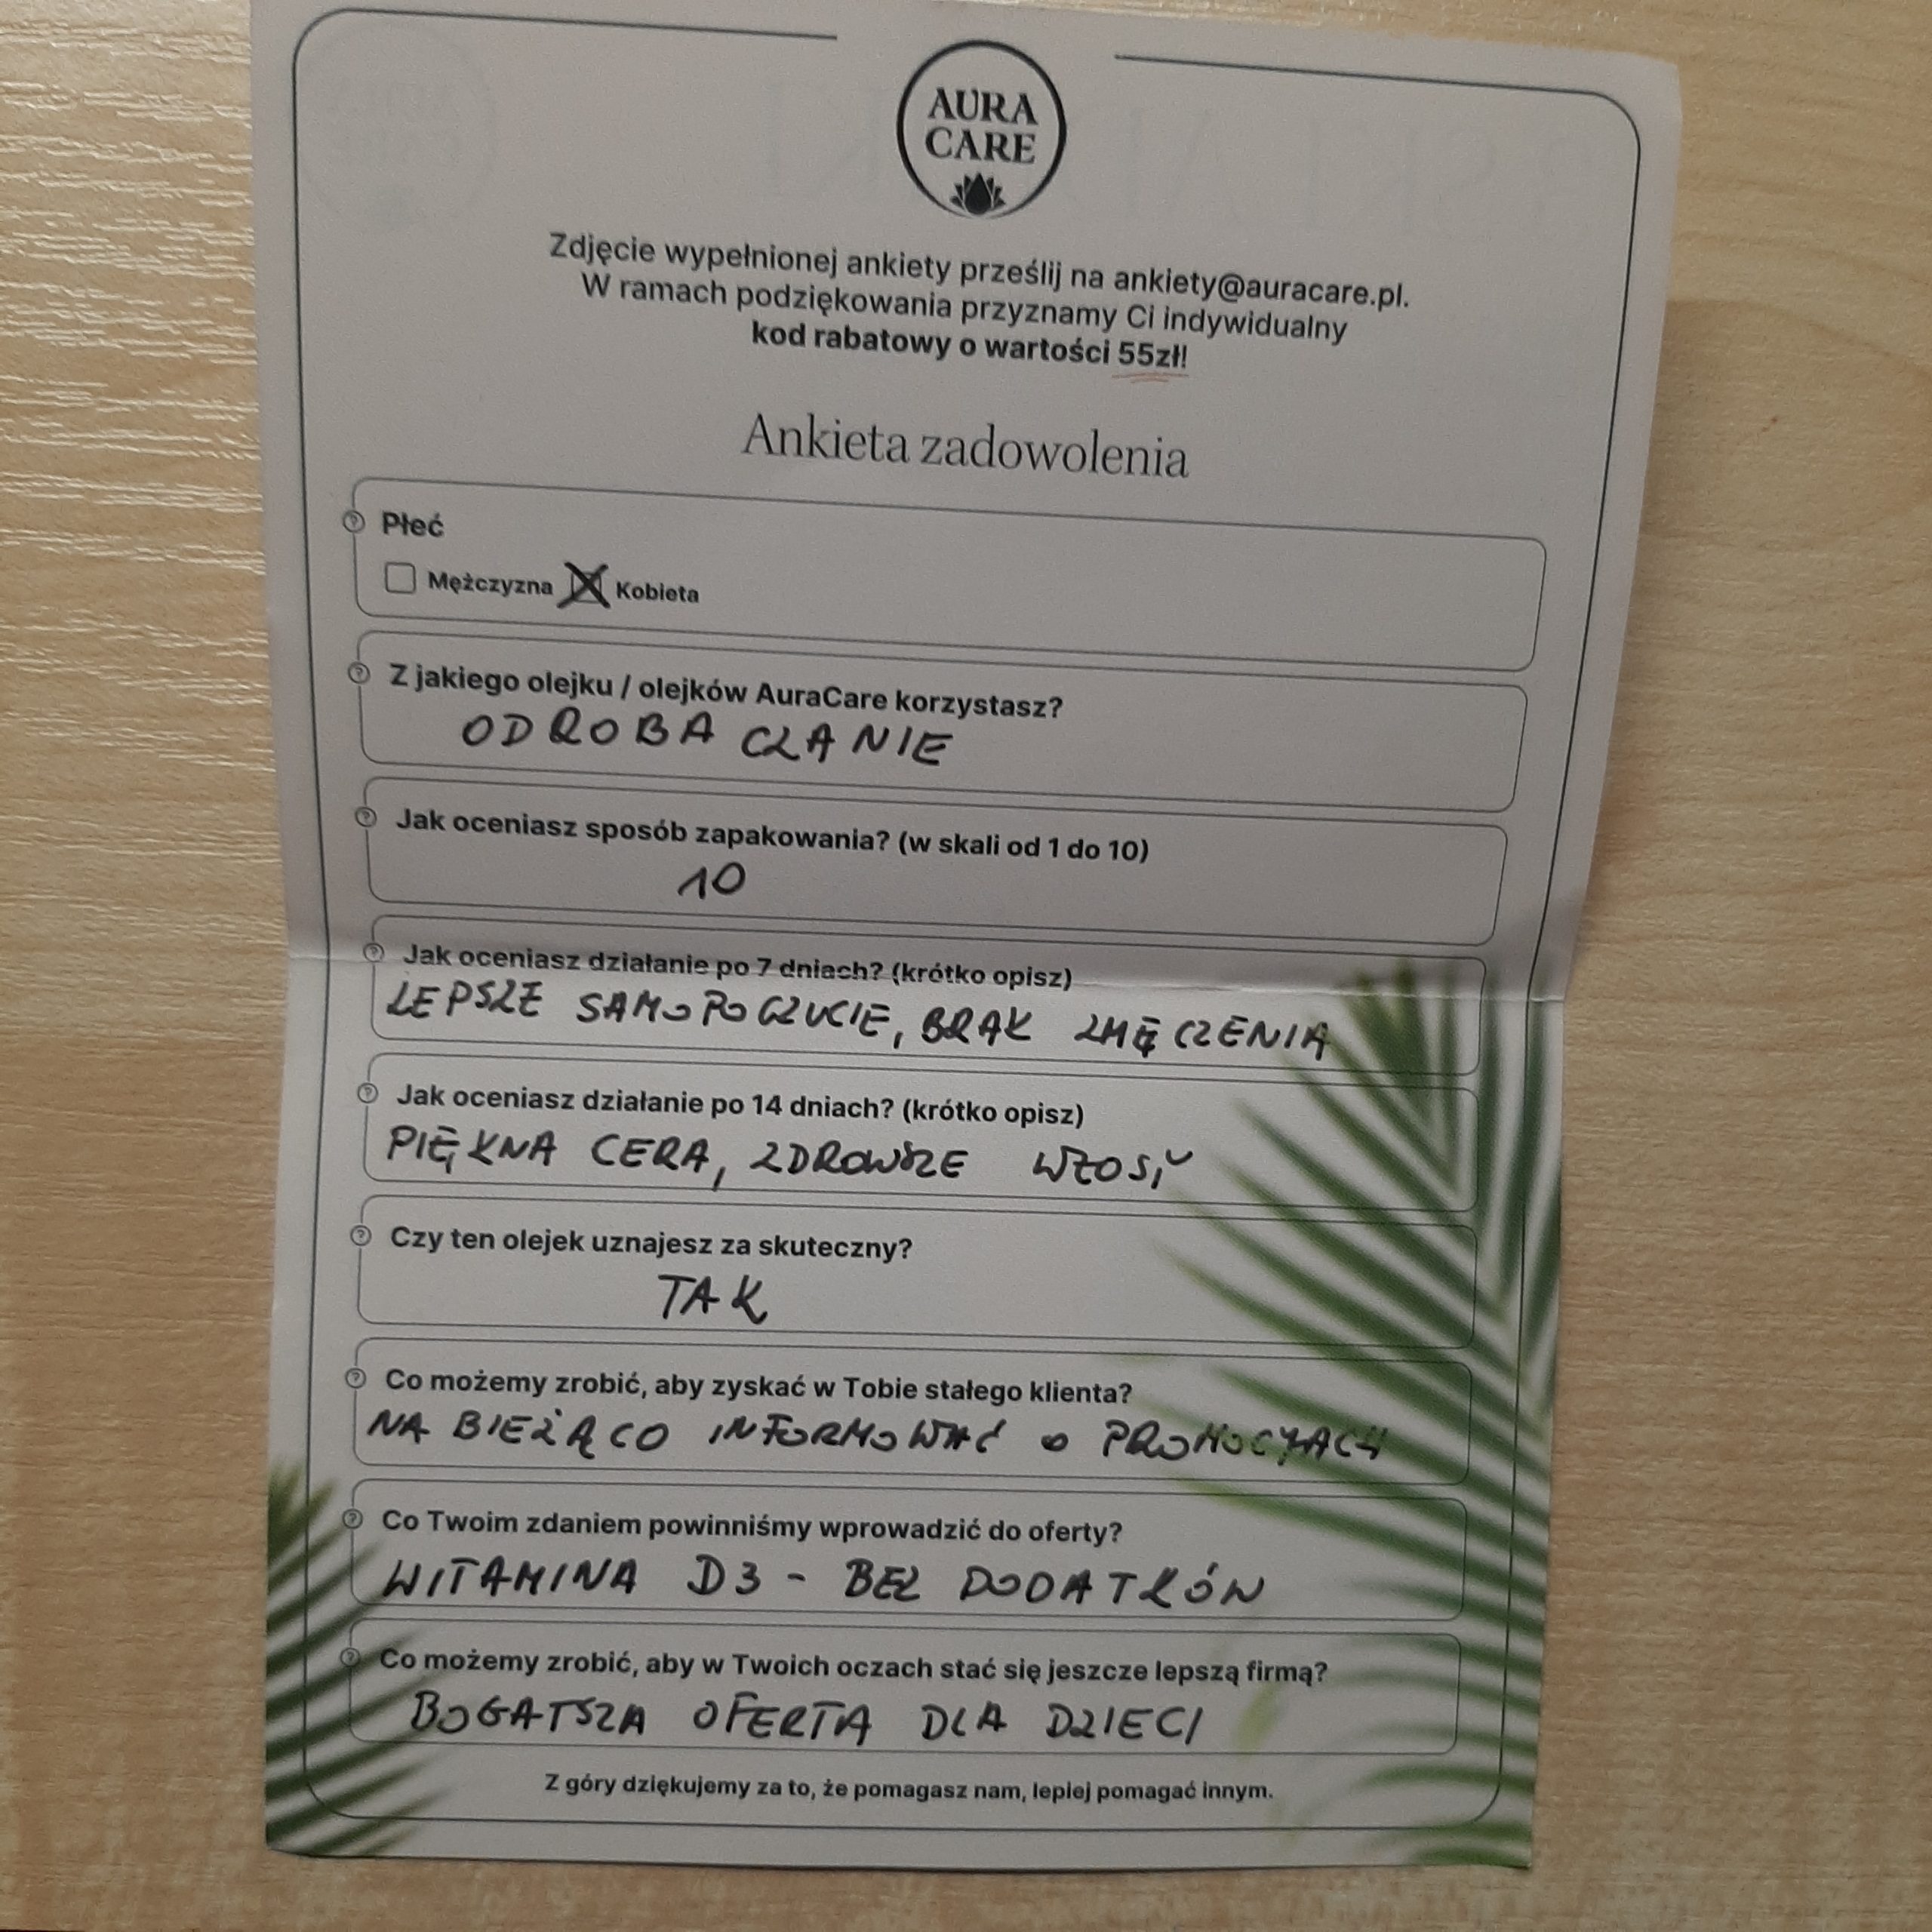 AURA
CARE
Zdjęcie wypełnionej ankiety prześlij na ankiety@auracare.pl.
W ramach podziękowania przyznamy Ci indywidualny
kod rabatowy o wartości 55zł!
Ankieta zadowolenia
Płeć
Mężczyzna Kobieta
Z jakiego olejku / olejków AuraCare korzystasz?
ODROBACZANIE
Jak oceniasz sposób zapakowania? (w skali od 1 do 10)
10
Jak oceniasz działanie po 7 dniach? (krótko opisz)
LEPSZE SAMOPOCZUCIE, BRAK ZMĘCZENIA
Jak oceniasz działanie po 14 dniach? (krótko opisz)
PIĘKNA CERA, ZDROWSZE WŁOSY
Czy ten olejek uznajesz za skuteczny?
TAK
Co możemy zrobić, aby zyskać w Tobie stałego klienta?
NA BIEŻĄCO INFORMOWAĆ O PROMOCYJACH
Co Twoim zdaniem powinniśmy wprowadzić do oferty?
WITAMINA D3 - BEZ DODATKÓW
Co możemy zrobić, aby w Twoich oczach stać się jeszcze lepszą firmą?
BOGATSZA OFERTA DLA DZIECI
Z góry dziękujemy za to, że pomagasz nam, lepiej pomagać innym.